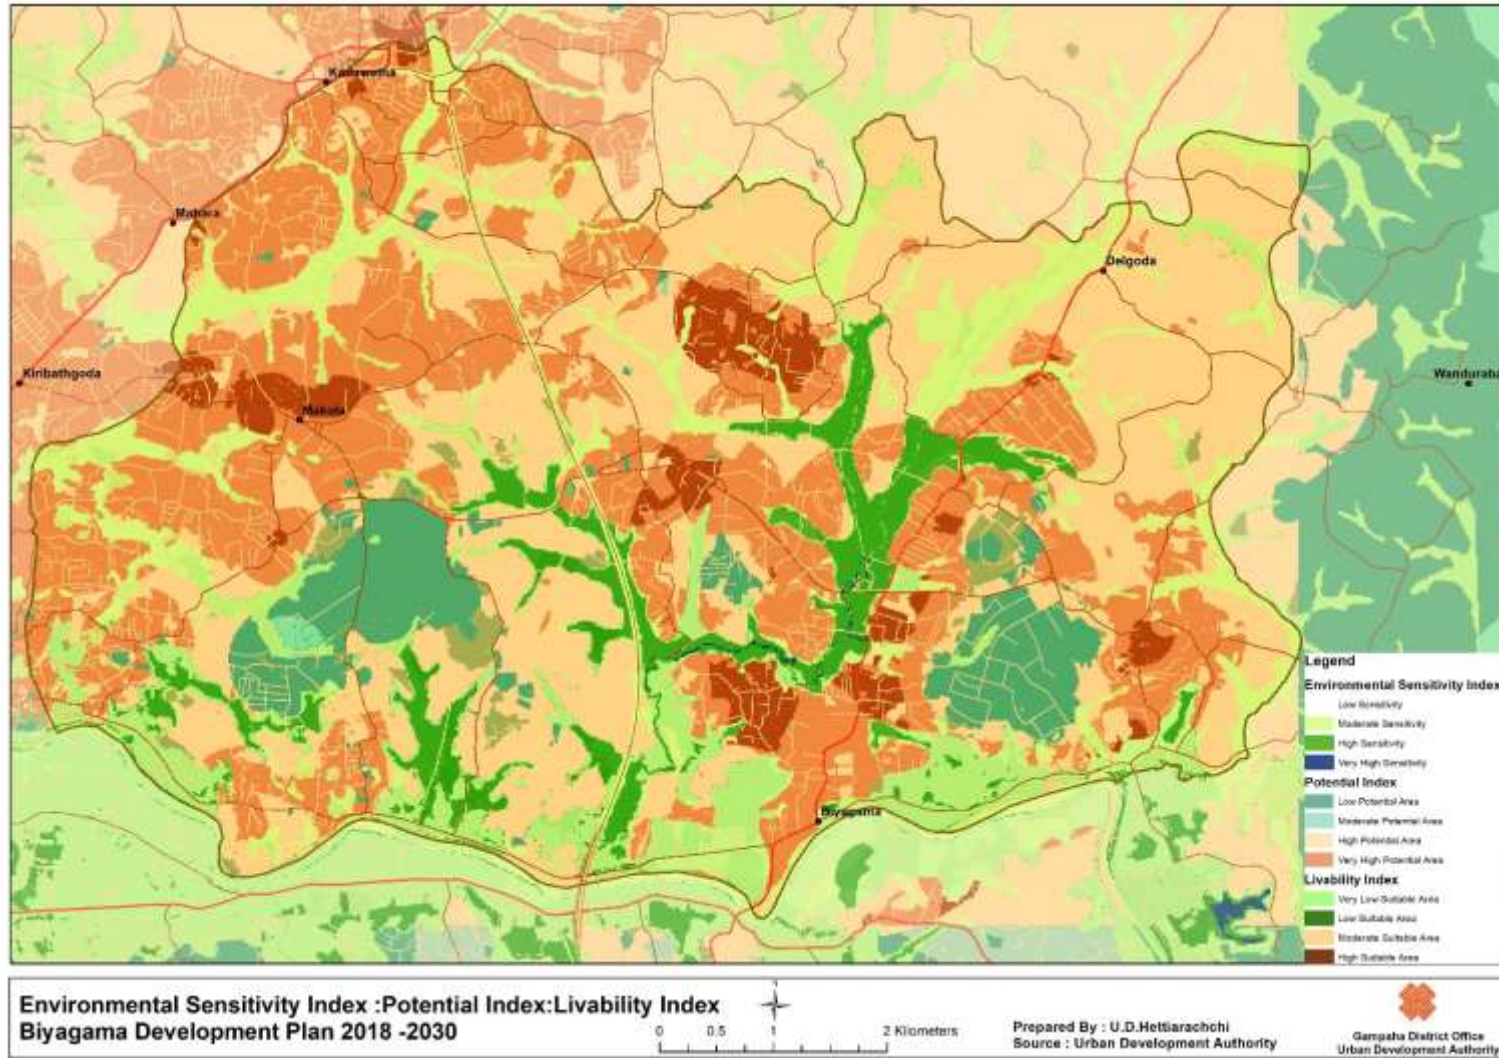 Kadawatha
Mahara
Delgoda
Kiribathgoda
Wanduraba
Makola
Biyagama
Legend
Environmental Sensitivity Index
Low Sensitivity
Moderate Sensitivity
High Sensitivity
Very High Sensitivity
Potential Index
Low Potential Area
Moderate Potential Area
High Potential Area
Very High Potential Area
Livability Index
Very Low Suitable Area
Low Suitable Area
Moderate Suitable Area
High Suitable Area
Environmental Sensitivity Index :Potential Index:Livability Index
Biyagama Development Plan 2018 -2030
0 0.5 1 2 Kilometers
Prepared By : U.D.Hettiarachchi
Source : Urban Development Authority
Gampaha District Office
Urban Development Authority